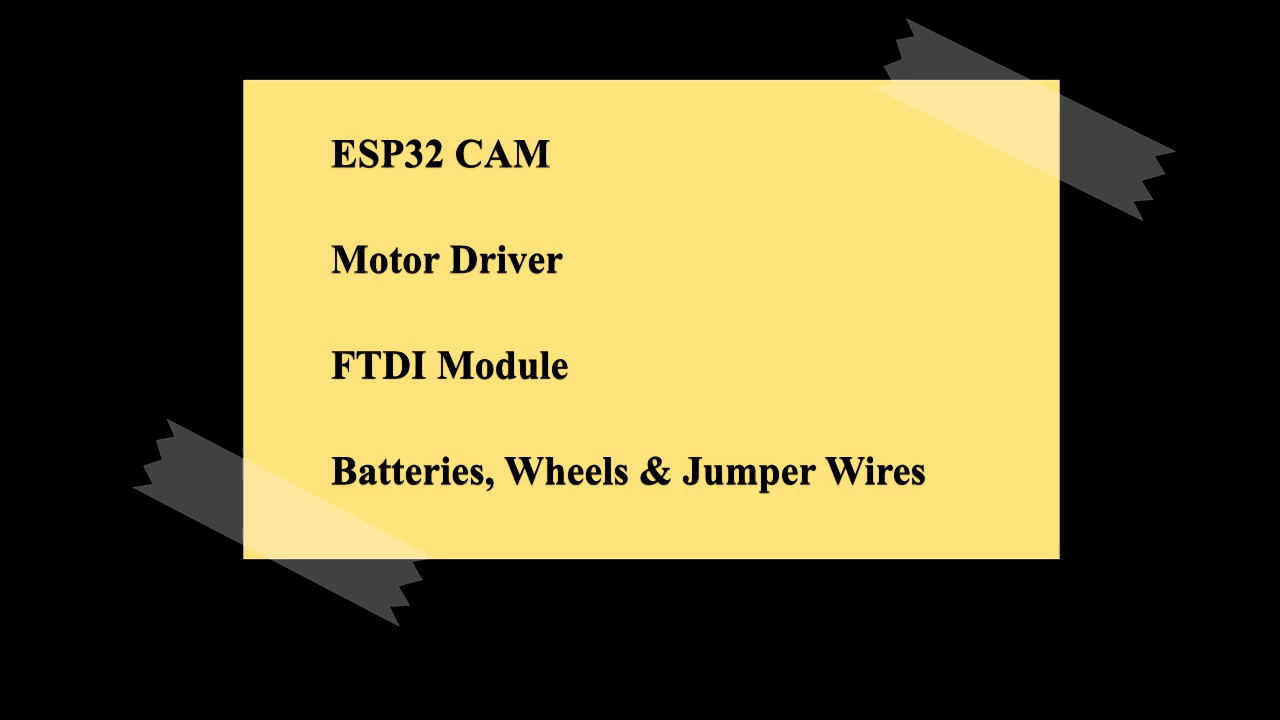 ESP32 CAM
Motor Driver
FTDI Module
Batteries, Wheels & Jumper Wires